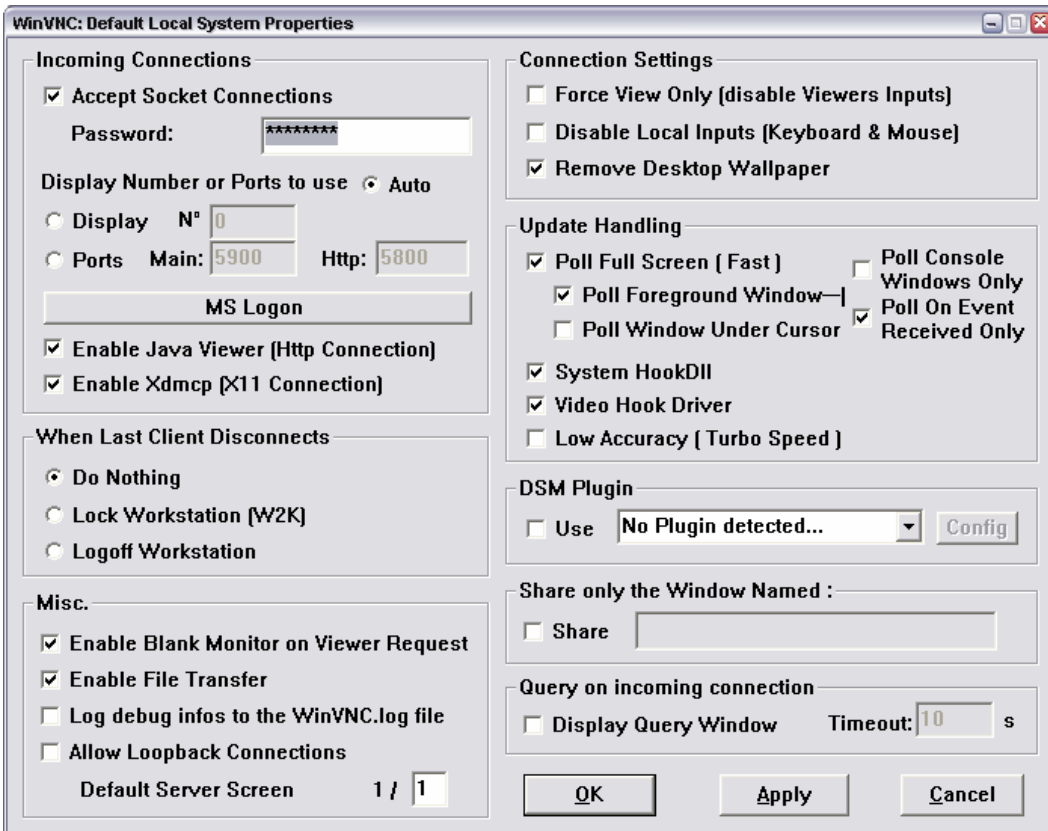 WinVNC: Default Local System Properties
Incoming Connections
Accept Socket Connections
Password: ********
Display Number or Ports to use Auto
Display N° 0
Ports Main: 5900 Http: 5800
MS Logon
Enable Java Viewer (Http Connection)
Enable Xdmcp (X11 Connection)
When Last Client Disconnects
Do Nothing
Lock Workstation (W2K)
Logoff Workstation
Misc.
Enable Blank Monitor on Viewer Request
Enable File Transfer
Log debug infos to the WinVNC.log file
Allow Loopback Connections
Default Server Screen 1 / 1
Connection Settings
Force View Only (disable Viewers Inputs)
Disable Local Inputs (Keyboard & Mouse)
Remove Desktop Wallpaper
Update Handling
Poll Full Screen ( Fast )
Poll Foreground Window—|
Poll Window Under Cursor
Poll Console
Windows Only
Poll On Event
Received Only
System HookDll
Video Hook Driver
Low Accuracy ( Turbo Speed )
DSM Plugin
Use No Plugin detected... Config
Share only the Window Named :
Share
Query on incoming connection
Display Query Window Timeout: 10 s
OK Apply Cancel